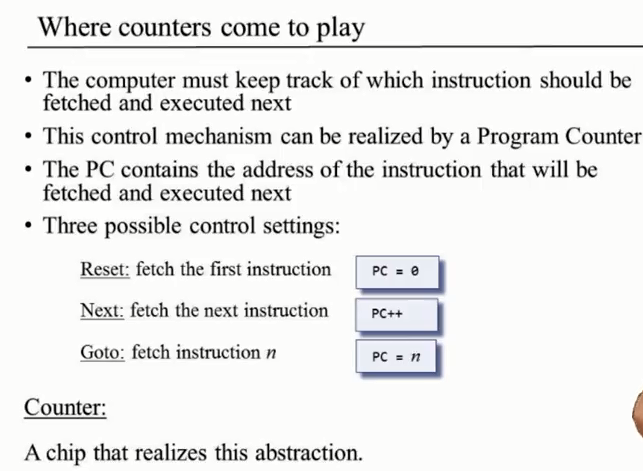 Where counters come to play
• The computer must keep track of which instruction should be
fetched and executed next
• This control mechanism can be realized by a Program Counter
• The PC contains the address of the instruction that will be
fetched and executed next
• Three possible control settings:
Reset: fetch the first instruction PC = 0
Next: fetch the next instruction PC++
Goto: fetch instruction n PC = n
Counter:
A chip that realizes this abstraction.